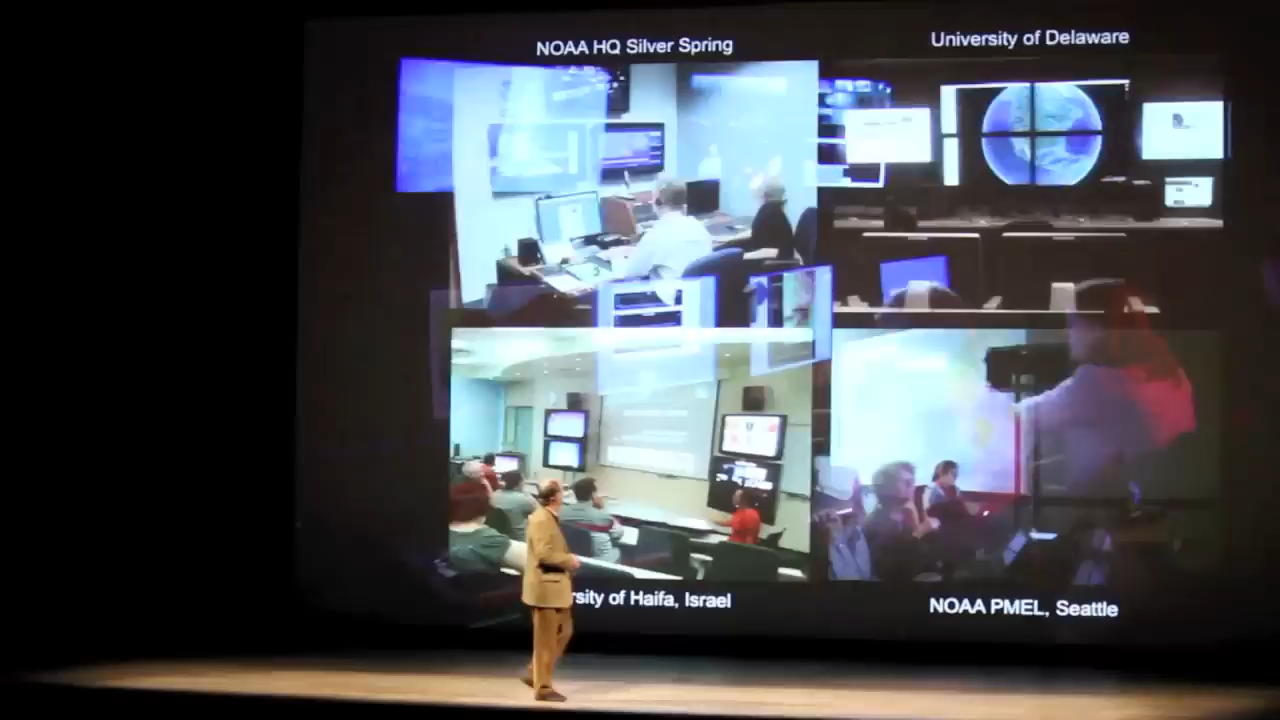 NOAA HQ Silver Spring
University of Delaware
rsity of Haifa, Israel
NOAA PMEL, Seattle